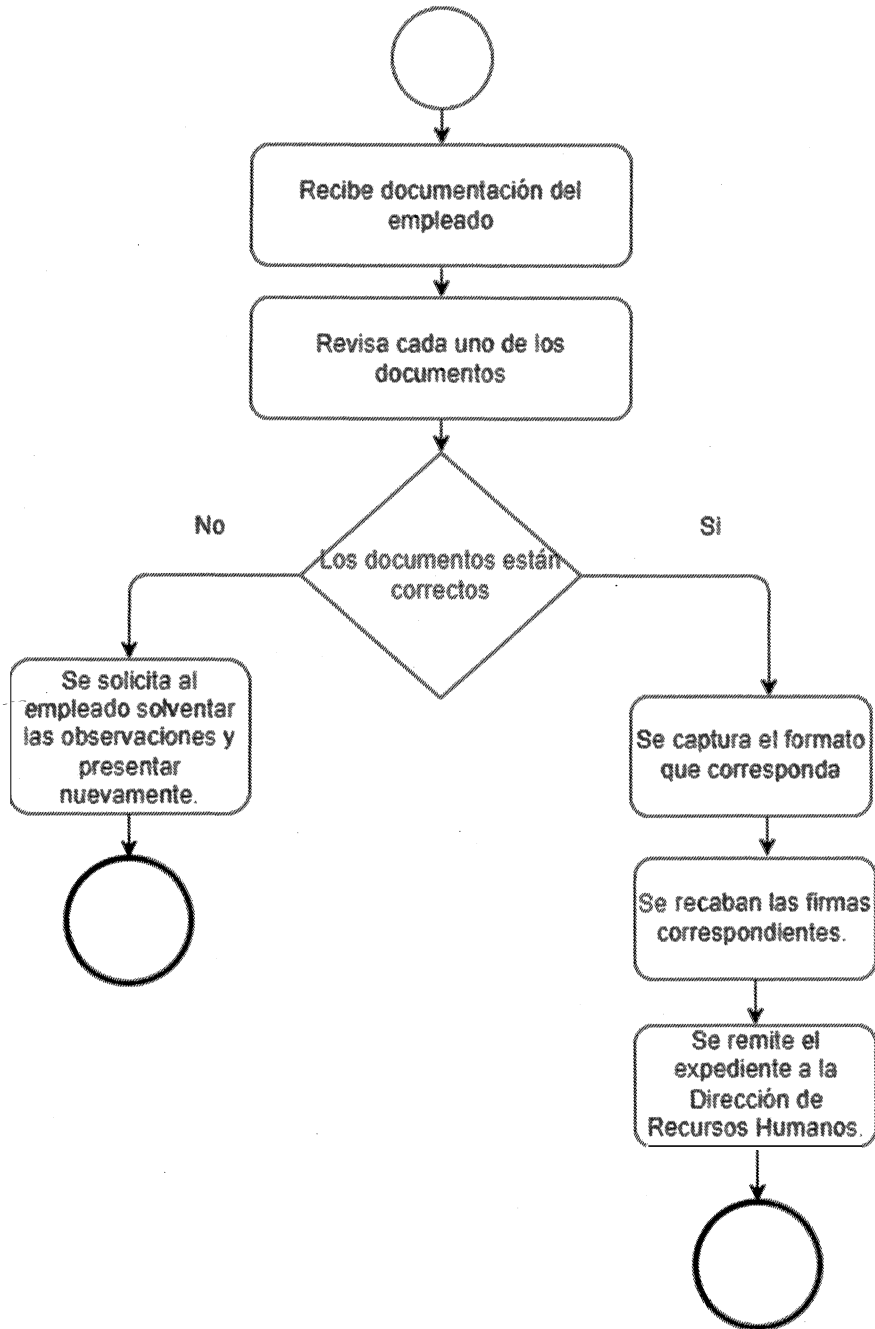 Recibe documentación del
empleado
Revisa cada uno de los
documentos
Los documentos están
correctos
No
Si
Se solicita al
empleado solventar
las observaciones y
presentar
nuevamente.
Se captura el formato
que corresponda
Se recaban las firmas
correspondientes.
Se remite el
expediente a la
Dirección de
Recursos Humanos.